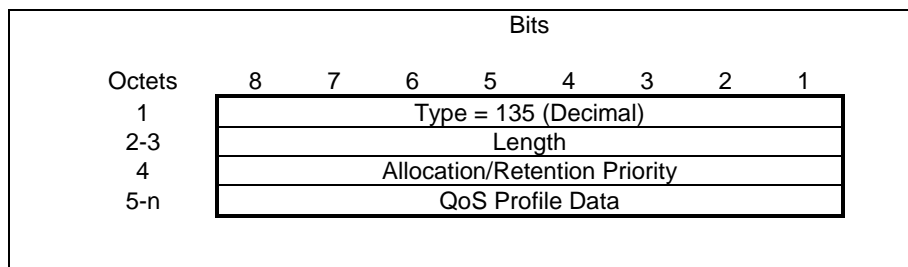 Bits
Octets 8 7 6 5 4 3 2 1
1 Type = 135 (Decimal)
2-3 Length
4 Allocation/Retention Priority
5-n QoS Profile Data